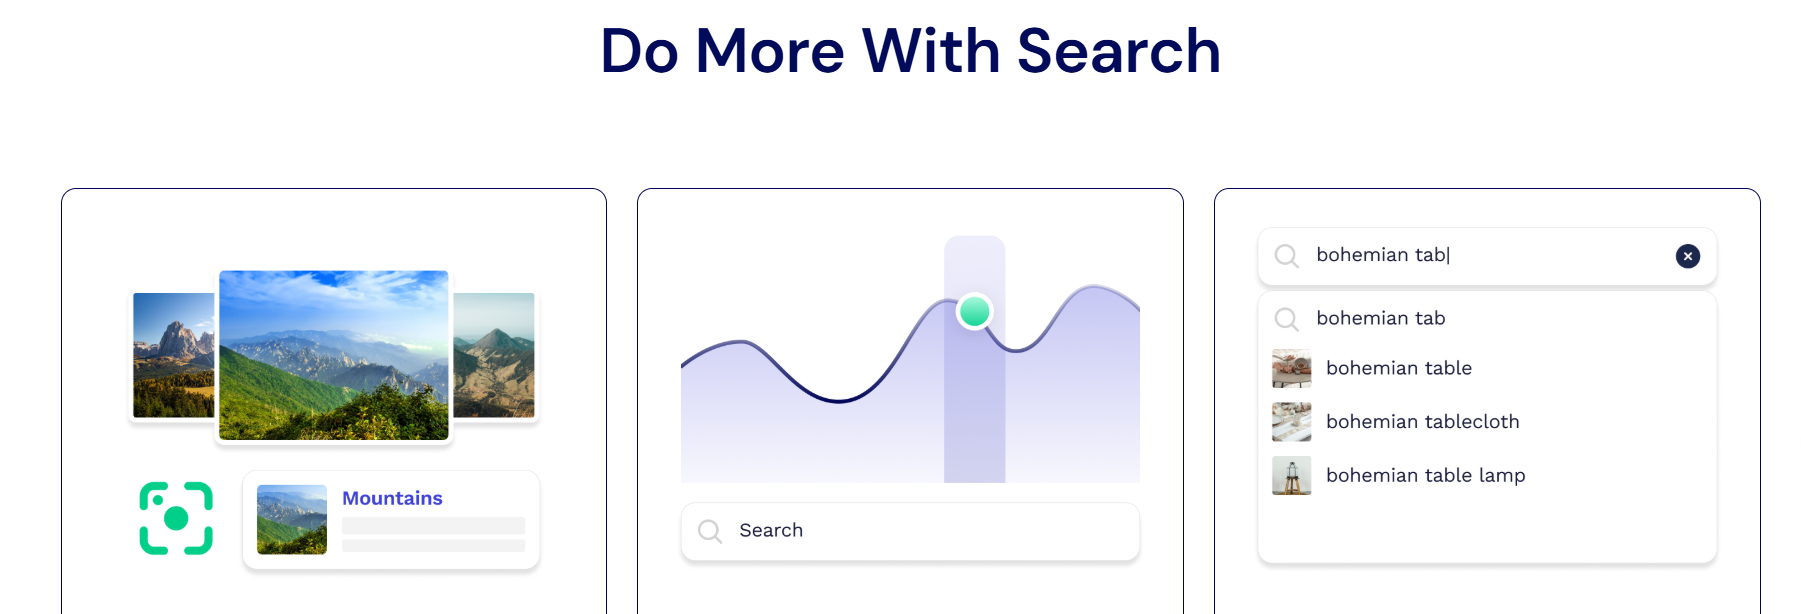 Do More With Search
Mountains
Search
bohemian tab
bohemian tab
bohemian table
bohemian tablecloth
bohemian table lamp